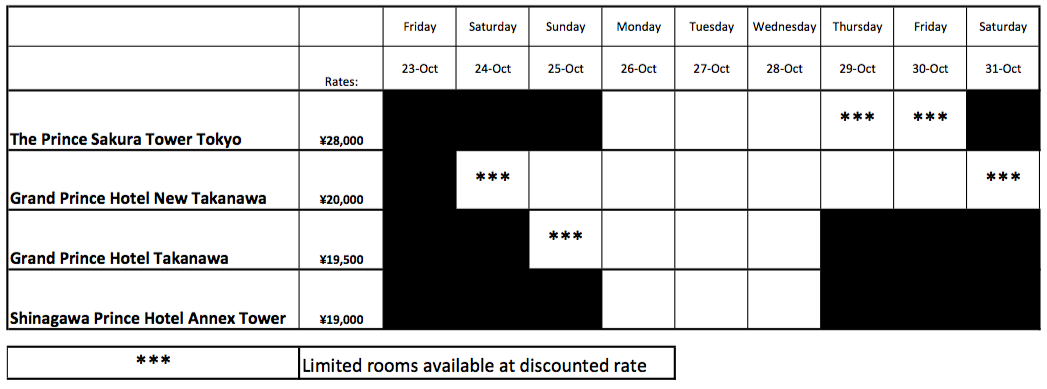 Friday Saturday Sunday Monday Tuesday Wednesday Thursday Friday Saturday
Rates: 23-Oct 24-Oct 25-Oct 26-Oct 27-Oct 28-Oct 29-Oct 30-Oct 31-Oct
The Prince Sakura Tower Tokyo ¥28,000 *** ***
Grand Prince Hotel New Takanawa ¥20,000 *** ***
Grand Prince Hotel Takanawa ¥19,500 ***
Shinagawa Prince Hotel Annex Tower ¥19,000
*** Limited rooms available at discounted rate